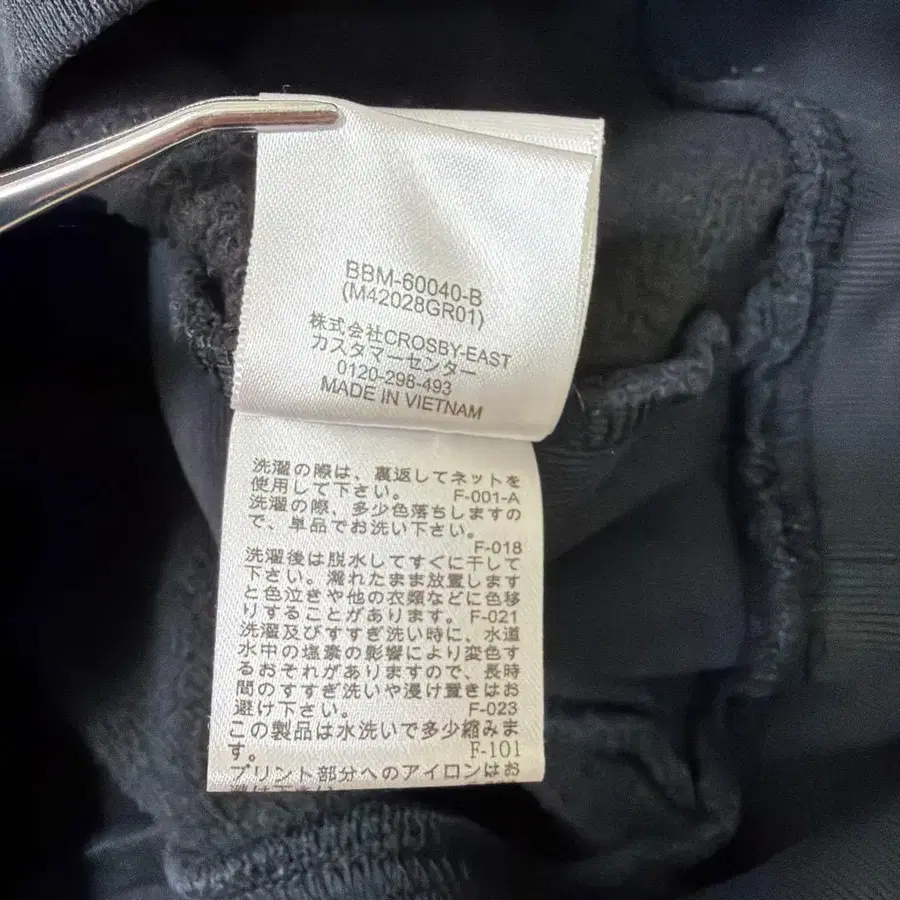 BBM-60040-B
(M42028GR01)
株式会社CROSBY-EAST
カスタマーセンター
0120-298-493
MADE IN VIETNAM
洗濯の際は、裏返してネットを
使用して下さい。 F-001-A
洗濯の際、多少色落ちしますの
で、単品でお洗い下さい。
F-018
洗濯後は脱水してすぐに干して
下さい。濡れたまま放置します
と色泣きや他の衣類などに色移
りすることがあります。 F-021
洗濯及びすすぎ洗い時に、水道
水中の塩素の影響により変色す
るおそれがありますので、長時
間のすすぎ洗いや浸け置きはお
避け下さい。 F-023
この製品は水洗いで多少縮みま
す。 F-101
プリント部分へのアイロンはお